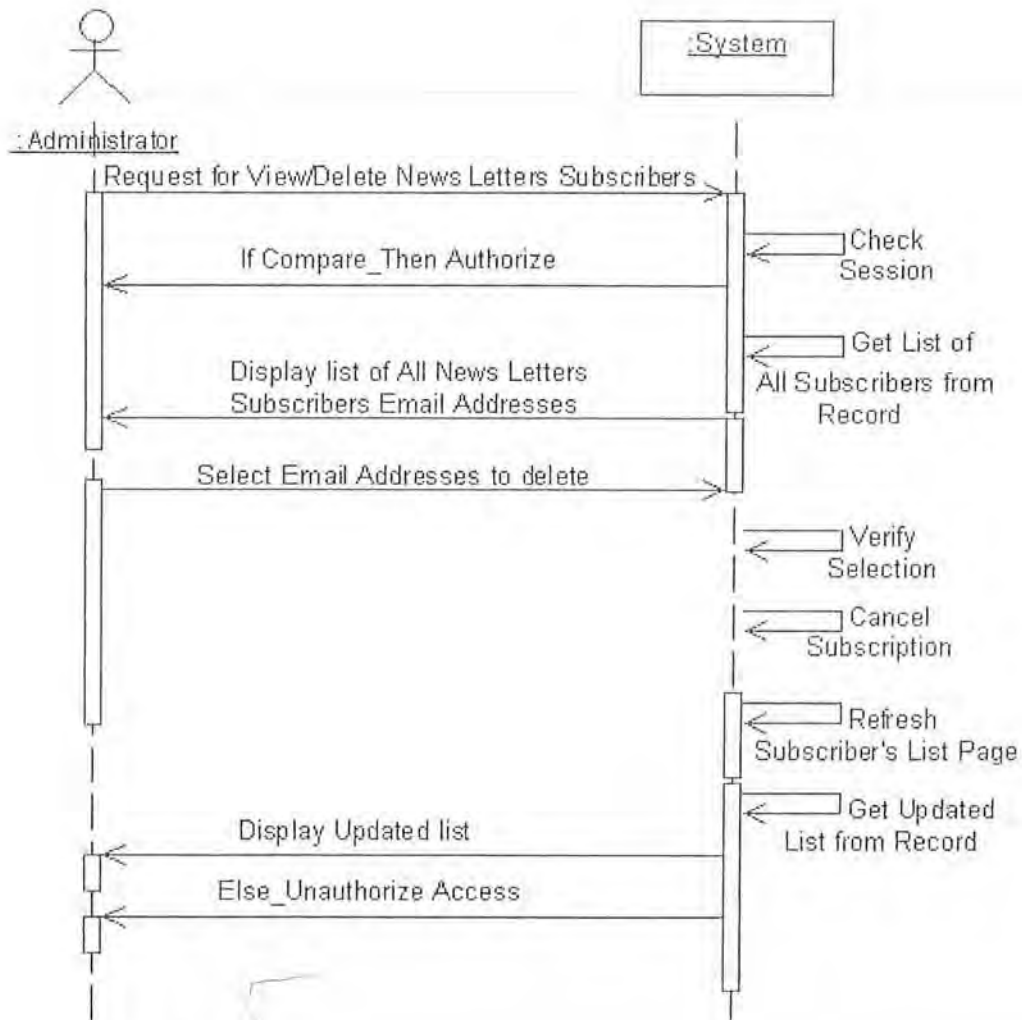 :System
: Administrator
Request for View/Delete News Letters Subscribers
Check
Session
If Compare_Then Authorize
Get List of
All Subscribers from
Record
Display list of All News Letters
Subscribers Email Addresses
Select Email Addresses to delete
Verify
Selection
Cancel
Subscription
Refresh
Subscriber's List Page
Get Updated
List from Record
Display Updated list
Else_Unauthorize Access